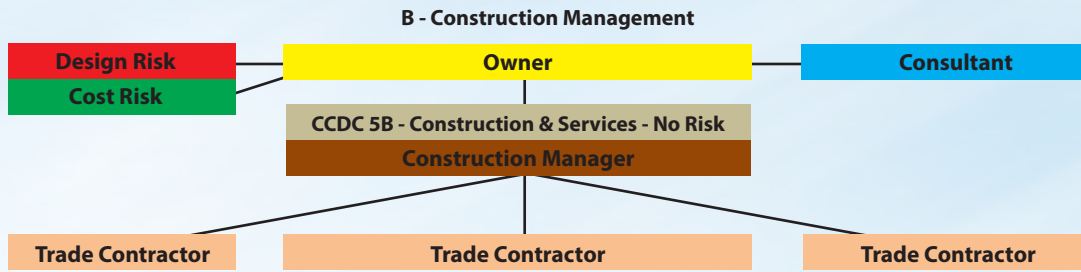 B - Construction Management
Design Risk
Owner
Consultant
Cost Risk
CCDC 5B - Construction & Services - No Risk
Construction Manager
Trade Contractor
Trade Contractor
Trade Contractor